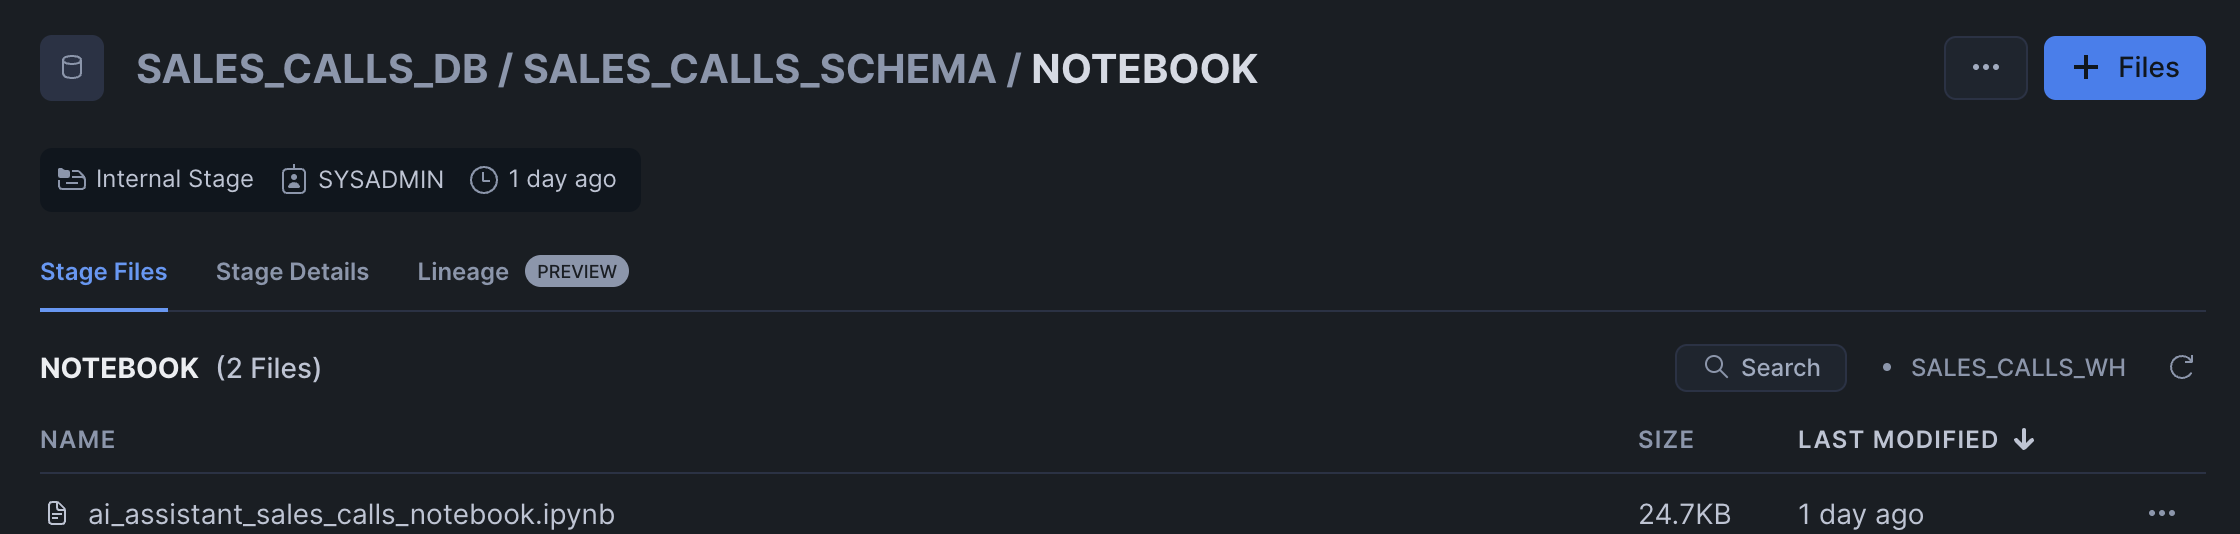 SALES_CALLS_DB / SALES_CALLS_SCHEMA / NOTEBOOK
Files
Internal Stage SYSADMIN 1 day ago
Stage Files Stage Details Lineage PREVIEW
NOTEBOOK (2 Files)
Search • SALES_CALLS_WH
NAME SIZE LAST MODIFIED
ai_assistant_sales_calls_notebook.ipynb 24.7KB 1 day ago